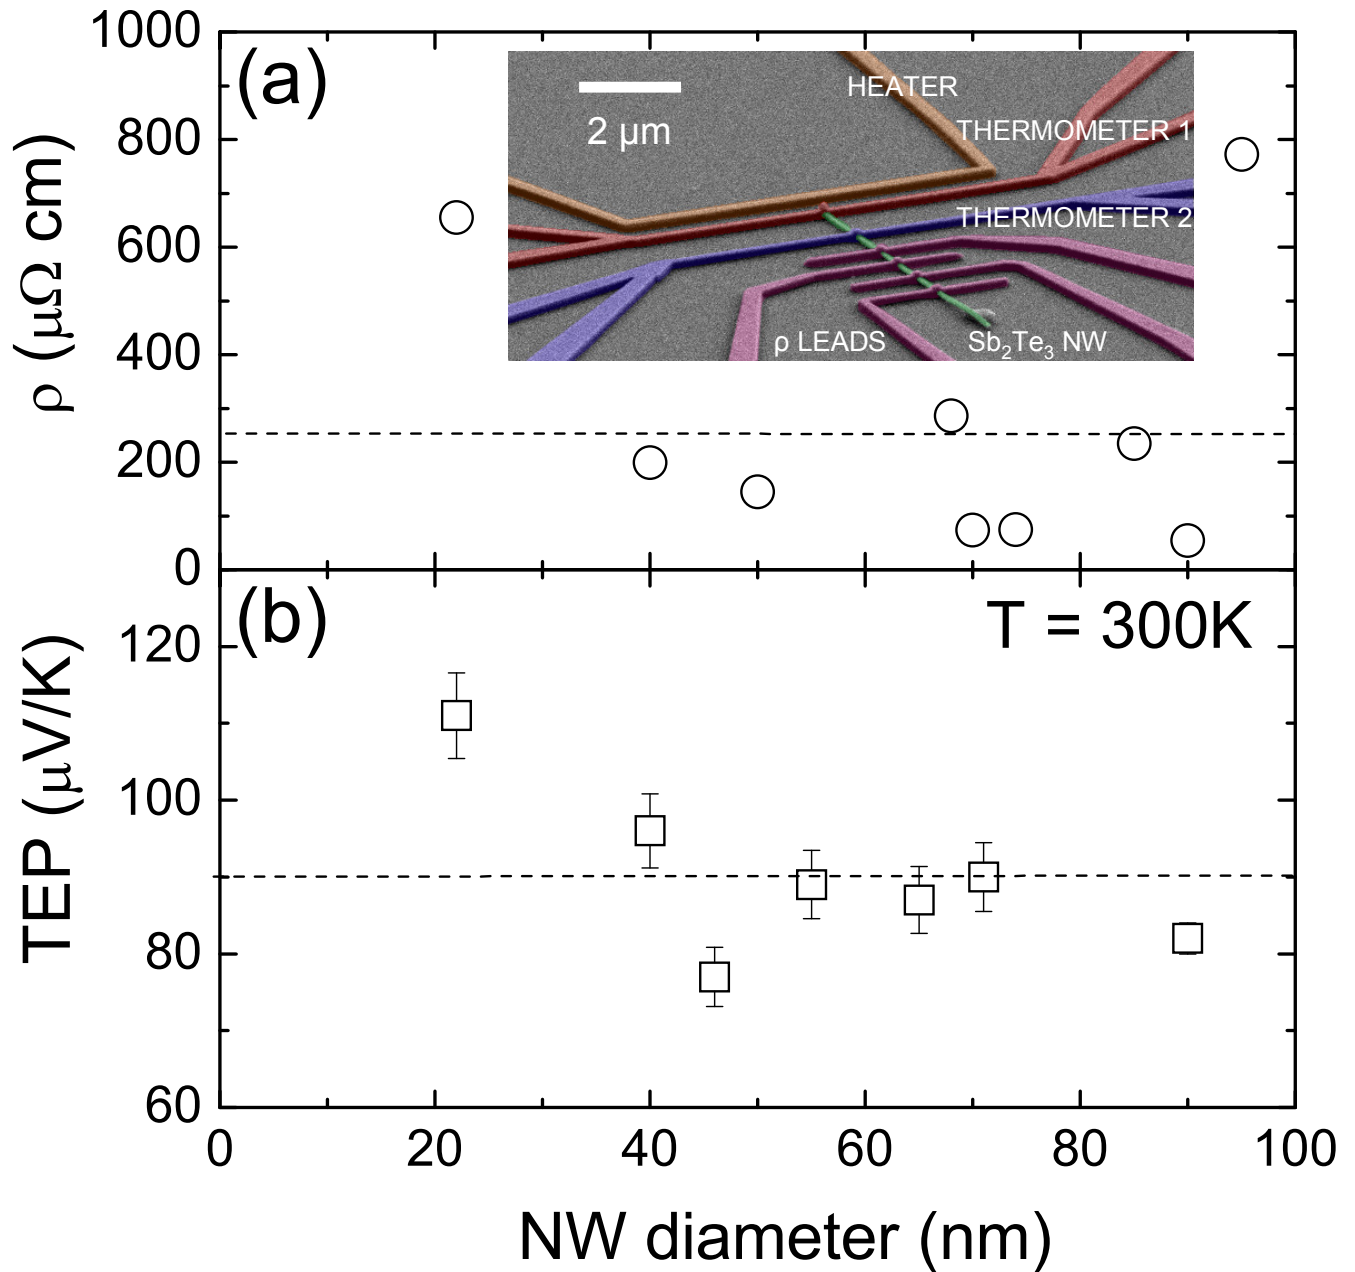 1000
(a)
HEATER
THERMOMETER 1
2 μm
800
THERMOMETER 2
600
ρ (μΩ cm)
400
ρ LEADS
Sb₂Te₃ NW
200
0
(b)
T = 300K
120
TEP (μV/K)
100
80
60
0 20 40 60 80 100
NW diameter (nm)